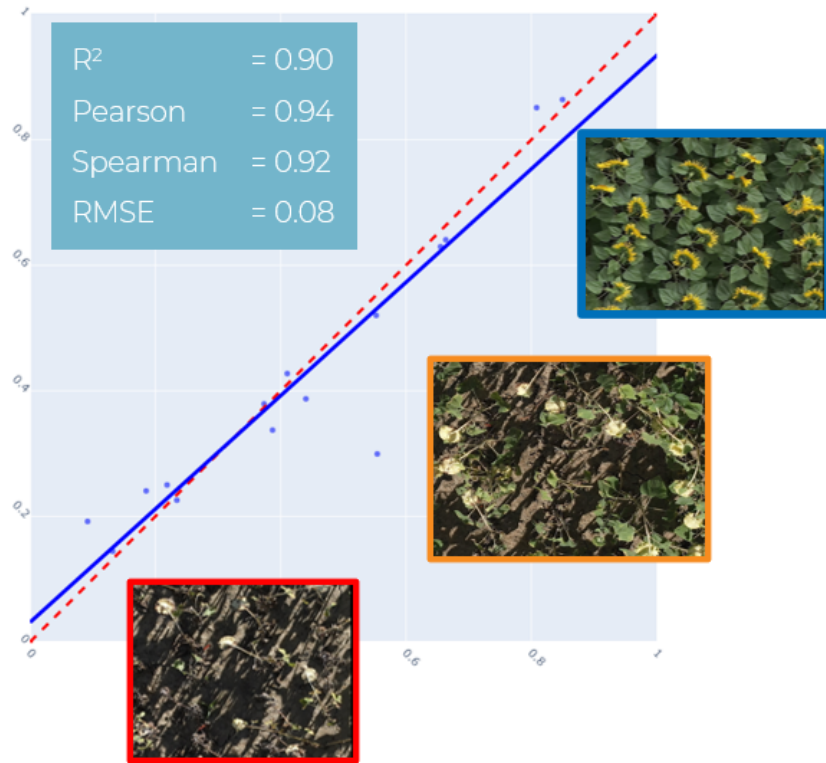 1
R² = 0.90
Pearson = 0.94
0.8
Spearman = 0.92
RMSE = 0.08
0.6
0.4
0.2
0
0 0.6 0.8 1